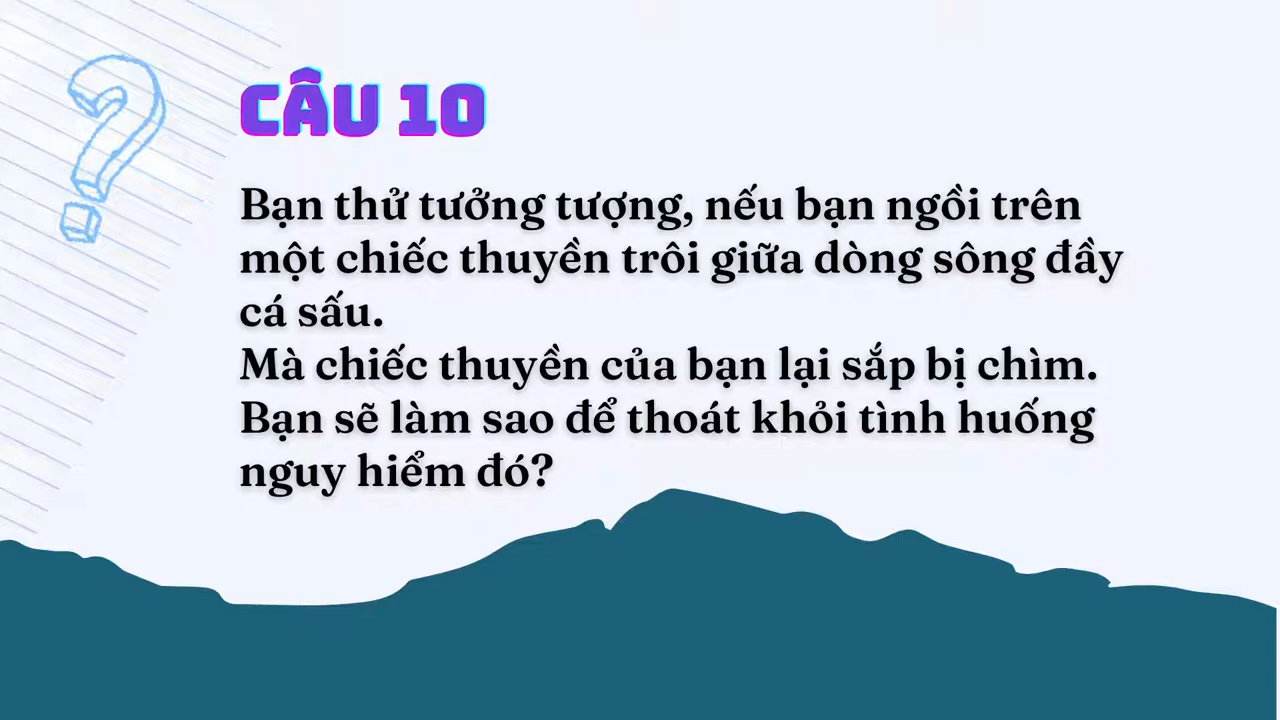 CÂU 10
Bạn thử tưởng tượng, nếu bạn ngồi trên
một chiếc thuyền trôi giữa dòng sông đầy
cá sấu.
Mà chiếc thuyền của bạn lại sắp bị chìm.
Bạn sẽ làm sao để thoát khỏi tình huống
nguy hiểm đó?